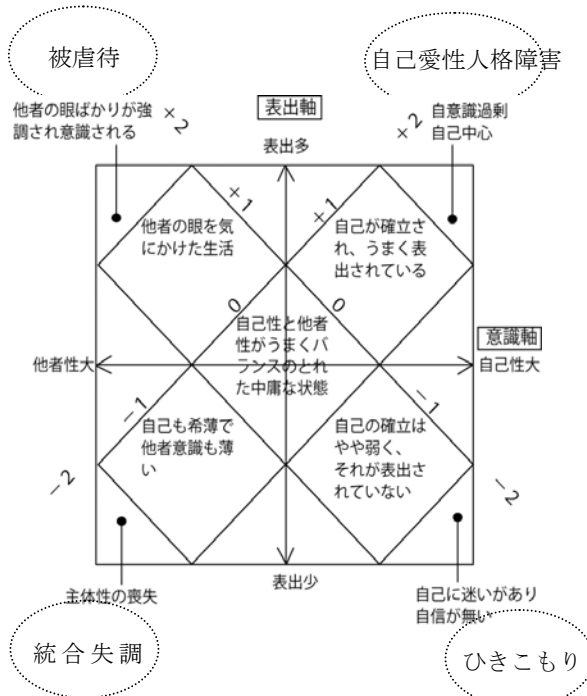 被虐待
自己愛性人格障害
他者の眼ばかりが強
調され意識される
×2
表出軸
表出多
×2
自意識過剰
自己中心
×1
×1
他者の眼を気
にかけた生活
自己が確立さ
れ、うまく表
出されている
0
0
自己性と他者
性がうまくバ
ランスのとれ
た中庸な状態
意識軸
他者性大
自己性大
－1
－1
自己も希薄で
他者意識も薄
い
自己の確立は
やや弱く、
それが表出さ
れていない
－2
－2
表出少
主体性の喪失
自己に迷いがあり
自信が無い
統合失調
ひきこもり